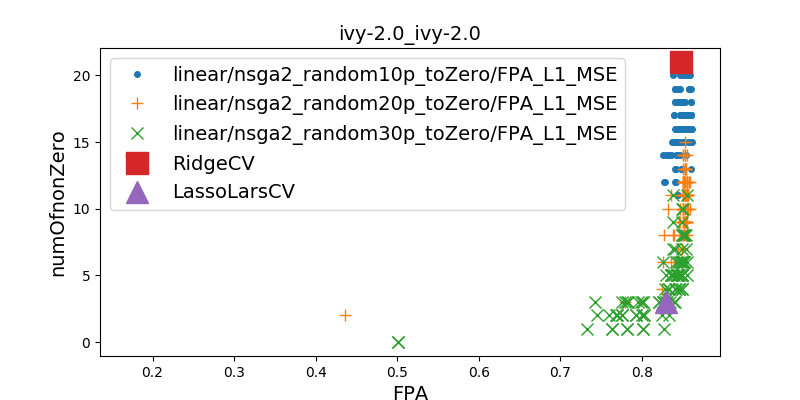 ivy-2.0_ivy-2.0
linear/nsga2_random10p_toZero/FPA_L1_MSE
linear/nsga2_random20p_toZero/FPA_L1_MSE
linear/nsga2_random30p_toZero/FPA_L1_MSE
RidgeCV
LassoLarsCV
numOfnonZero
20
15
10
5
0
0.2 0.3 0.4 0.5 0.6 0.7 0.8
FPA